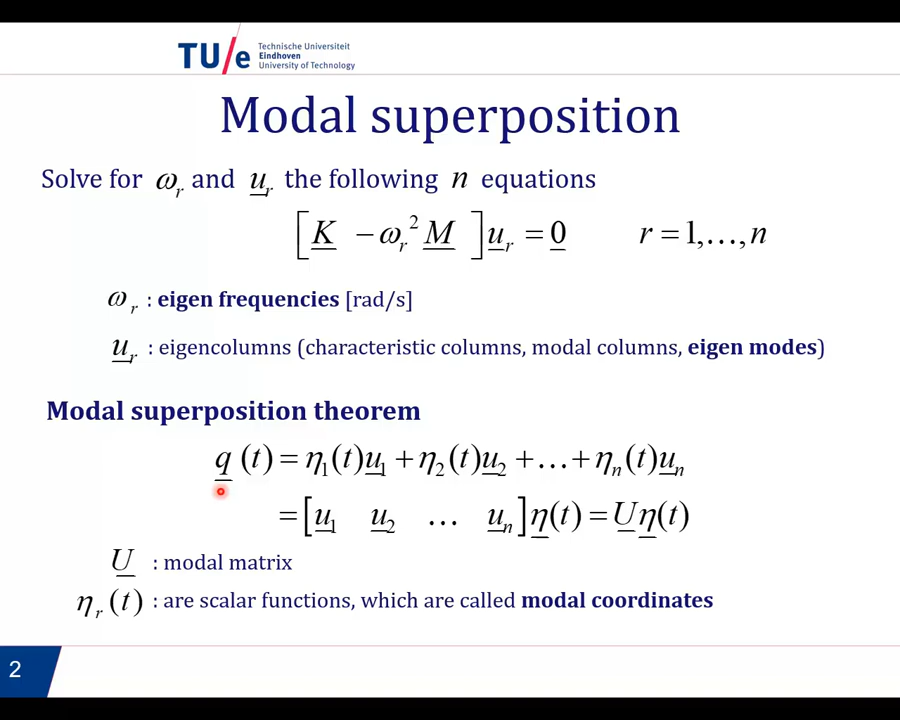 TU/e Technische Universiteit
Eindhoven
University of Technology
Modal superposition
Solve for ω_r and u_r the following n equations
[K − ω_r² M] u_r = 0 r = 1,…,n
ω_r : eigen frequencies [rad/s]
u_r : eigencolumns (characteristic columns, modal columns, eigen modes)
Modal superposition theorem
q (t) = η₁(t)u₁ + η₂(t)u₂ + … + η_n(t)u_n
= [u₁ u₂ … u_n] η(t) = Uη(t)
U : modal matrix
η_r(t) : are scalar functions, which are called modal coordinates
2